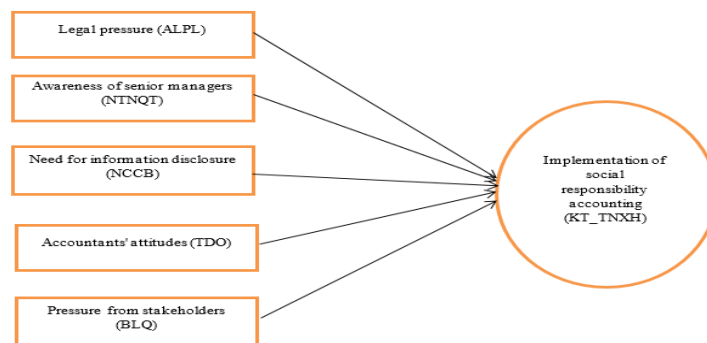 Legal pressure (ALPL)
Awareness of senior managers
(NTNQT)
Need for information disclosure
(NCCB)
Accountants' attitudes (TDO)
Pressure from stakeholders
(BLQ)
Implementation of
social
responsibility
accounting
(KT_TNXH)